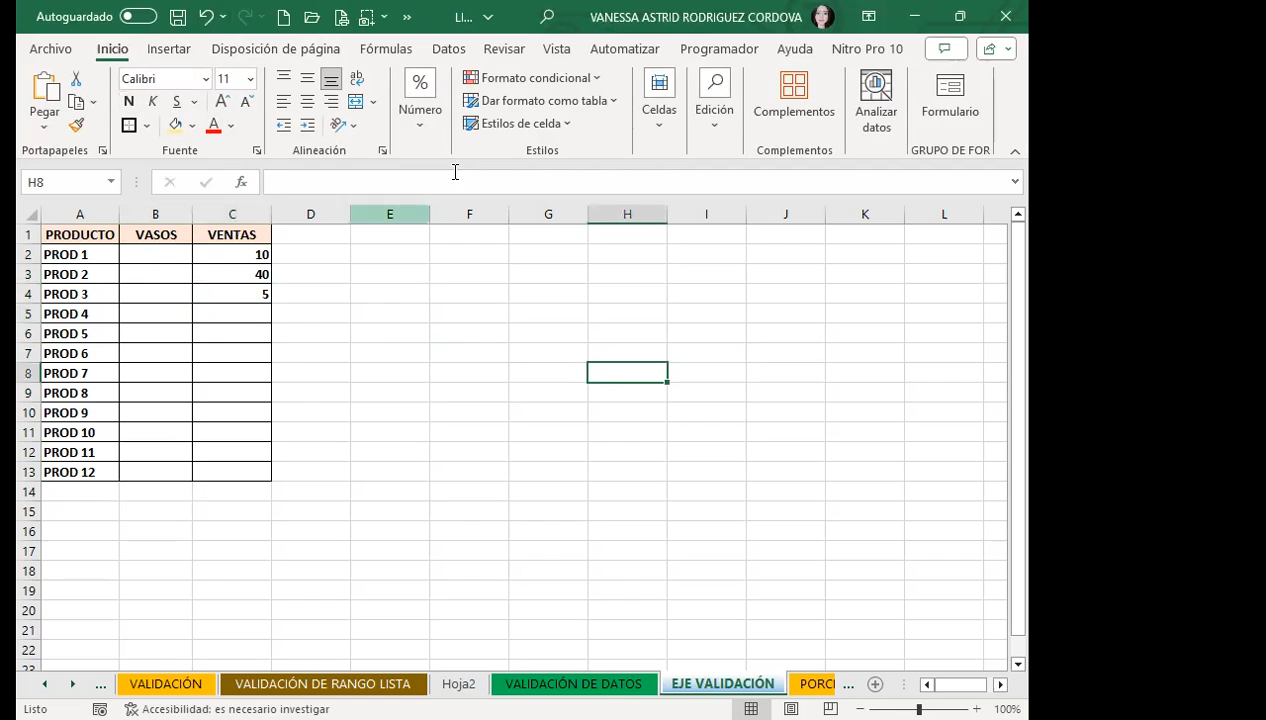 Autoguardado LI... VANESSA ASTRID RODRIGUEZ CORDOVA
Archivo Inicio Insertar Disposición de página Fórmulas Datos Revisar Vista Automatizar Programador Ayuda Nitro Pro 10
Calibri 11 Formato condicional
Dar formato como tabla
Estilos de celda
Pegar N K S Número Celdas Edición Complementos Analizar datos Formulario
Portapapeles Fuente Alineación Estilos Complementos GRUPO DE FOR
H8 fx
A B C D E F G H I J K L
1 PRODUCTO VASOS VENTAS
2 PROD 1 10
3 PROD 2 40
4 PROD 3 5
5 PROD 4
6 PROD 5
7 PROD 6
8 PROD 7
9 PROD 8
10 PROD 9
11 PROD 10
12 PROD 11
13 PROD 12
14
15
16
17
18
19
20
21
22
23
... VALIDACIÓN VALIDACIÓN DE RANGO LISTA Hoja2 VALIDACIÓN DE DATOS EJE VALIDACIÓN PORCI ...
Listo Accesibilidad: es necesario investigar 100%